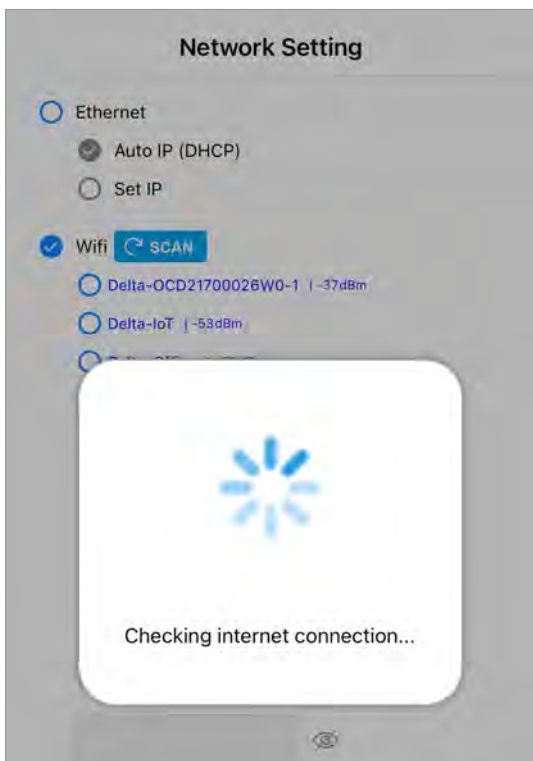 Network Setting
Ethernet
Auto IP (DHCP)
Set IP
Wifi SCAN
Delta-OCD21700026W0-1 | -37dBm
Delta-IoT | -53dBm
Checking internet connection...